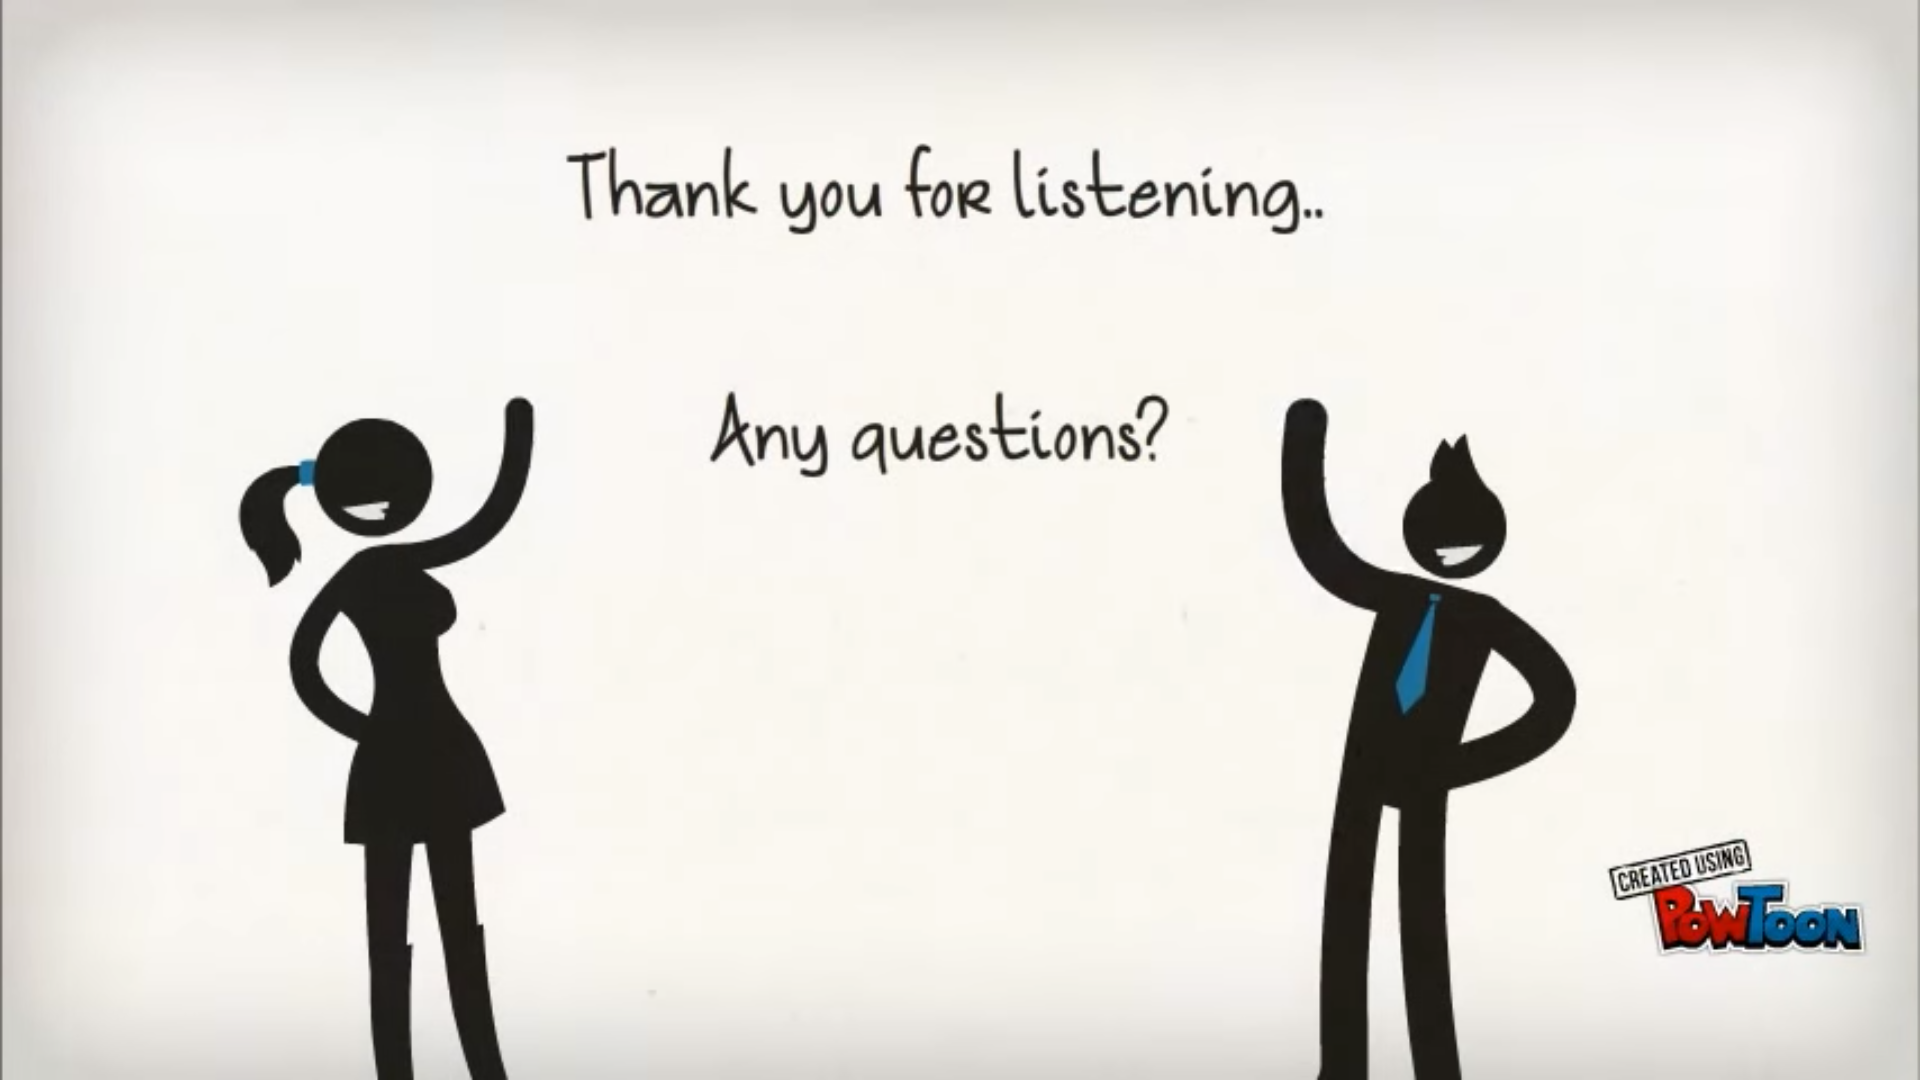 Thank you for listening..
Any questions?
CREATED USING
POWTOON